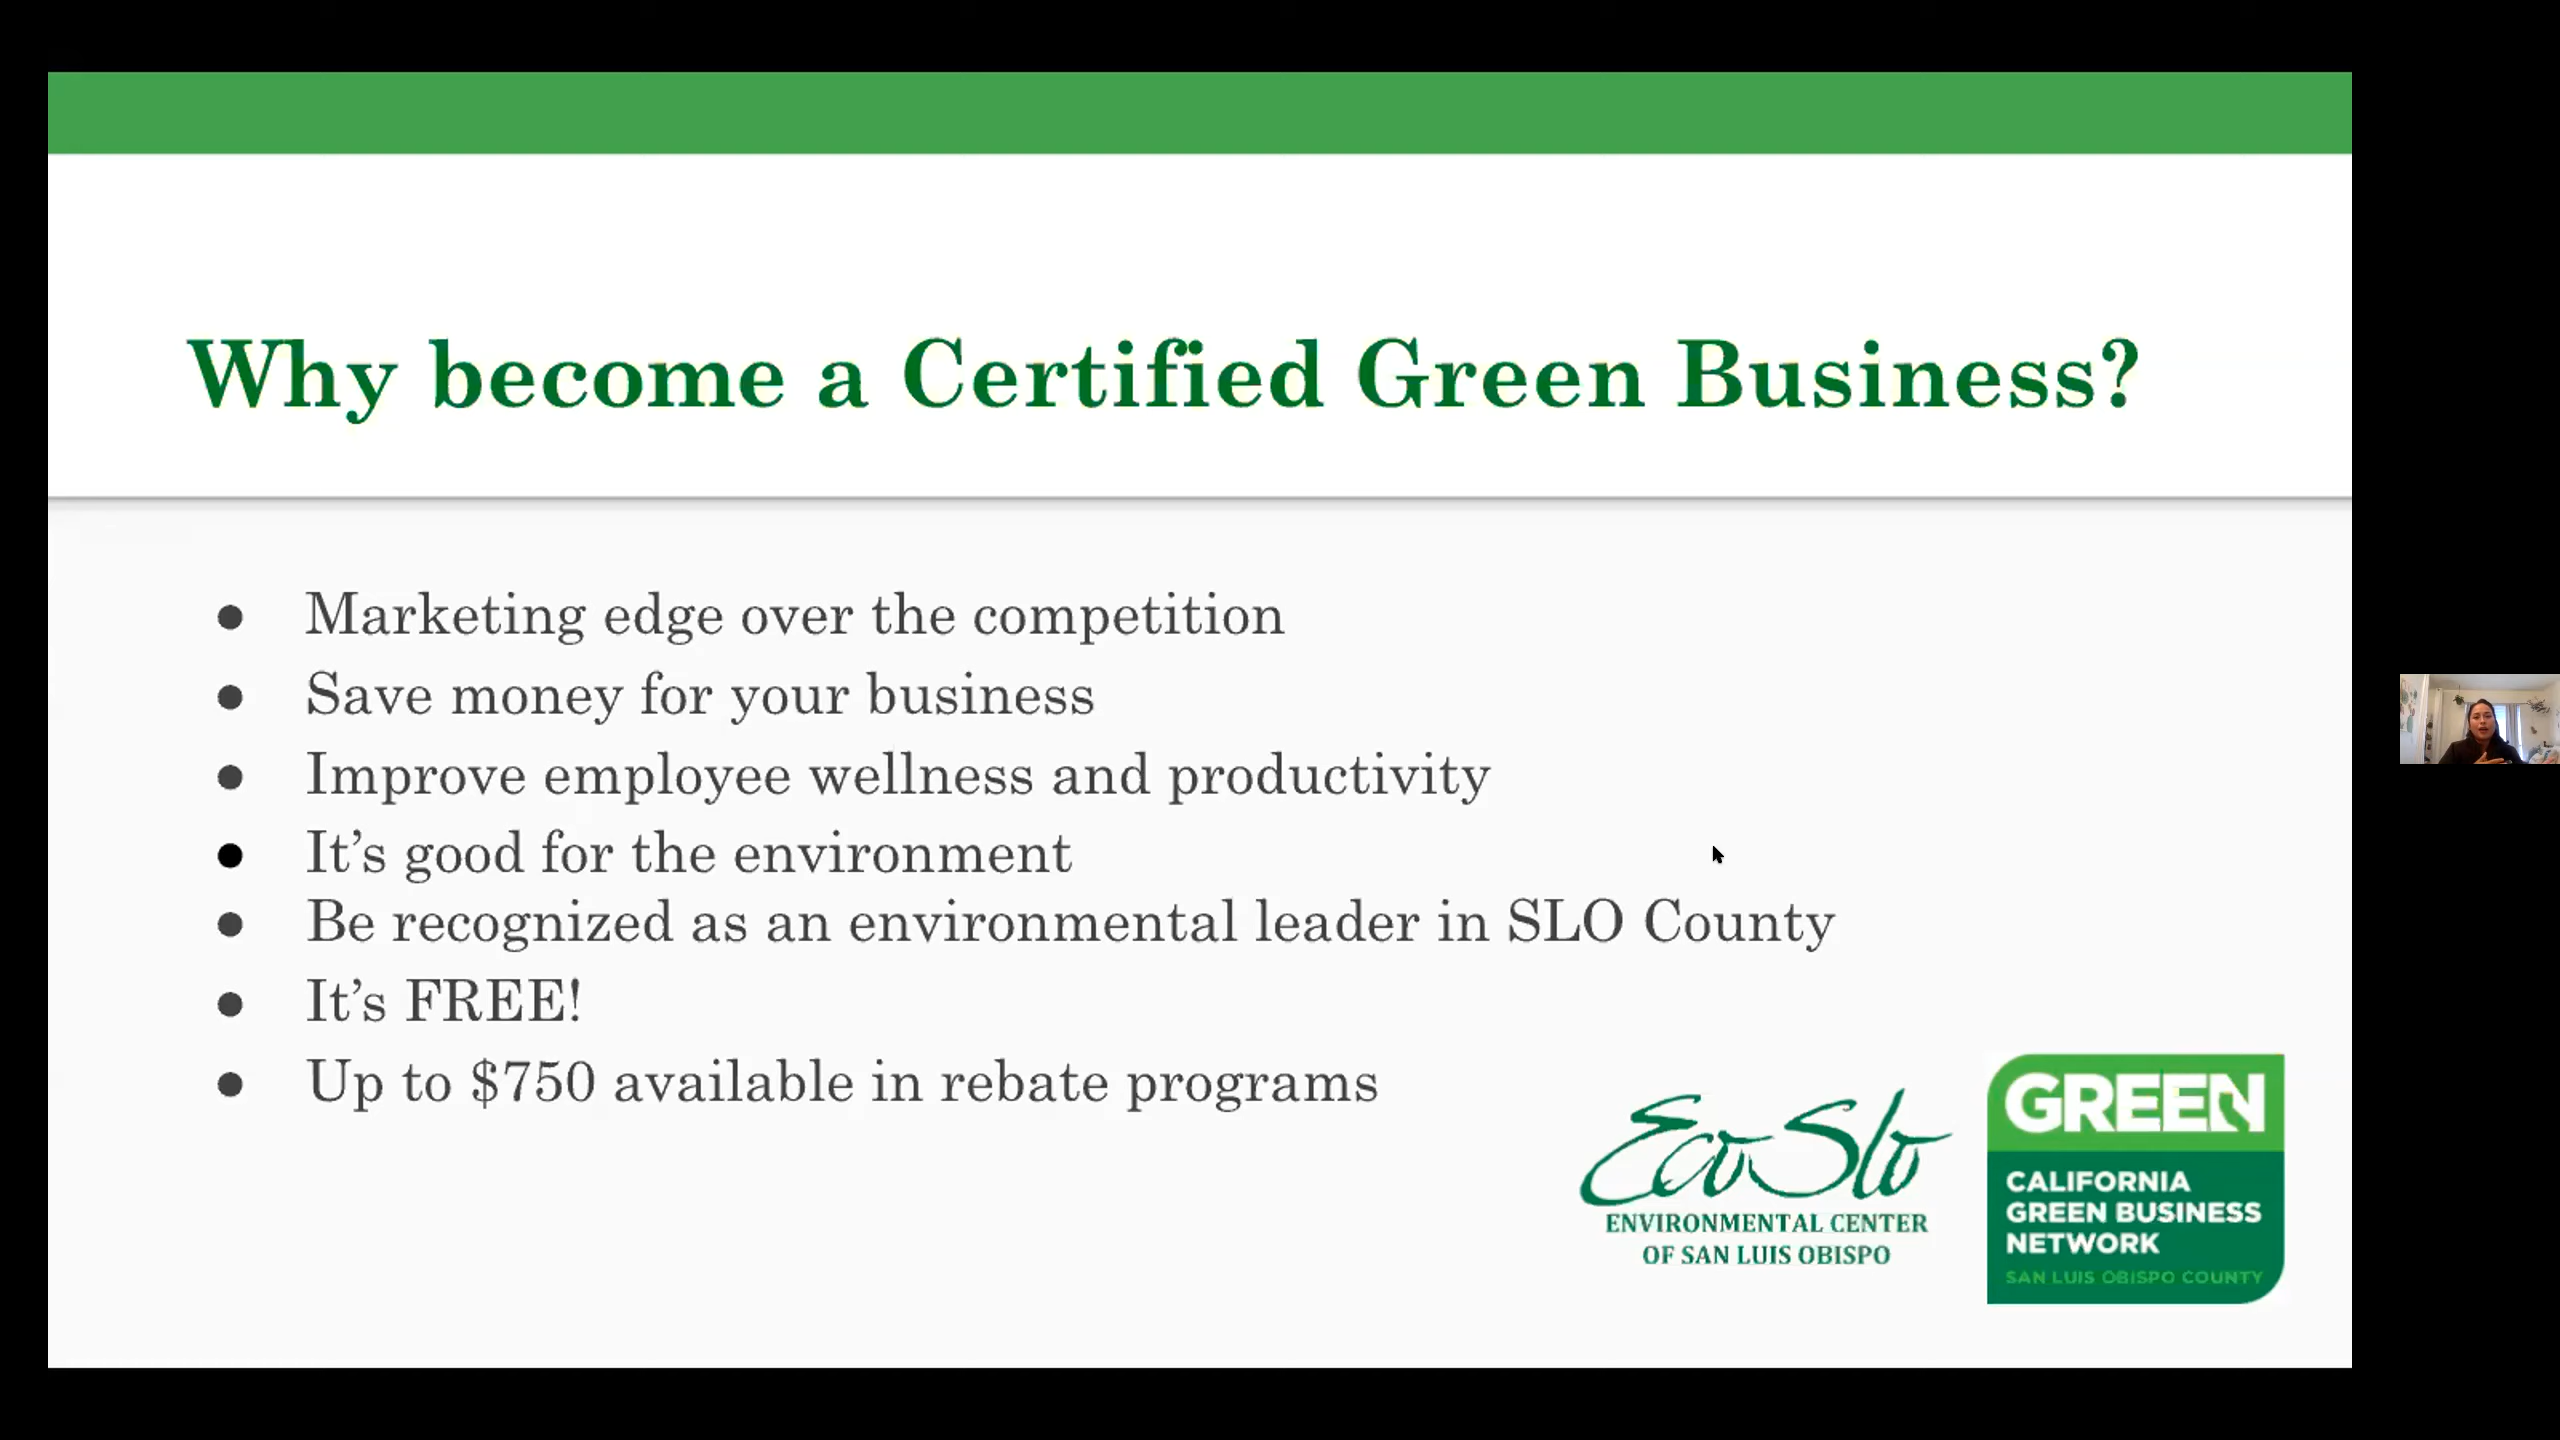 Why become a Certified Green Business?
● Marketing edge over the competition
● Save money for your business
● Improve employee wellness and productivity
● It’s good for the environment
● Be recognized as an environmental leader in SLO County
● It’s FREE!
● Up to $750 available in rebate programs
EcoSlo
ENVIRONMENTAL CENTER
OF SAN LUIS OBISPO
GREEN
CALIFORNIA
GREEN BUSINESS
NETWORK
SAN LUIS OBISPO COUNTY